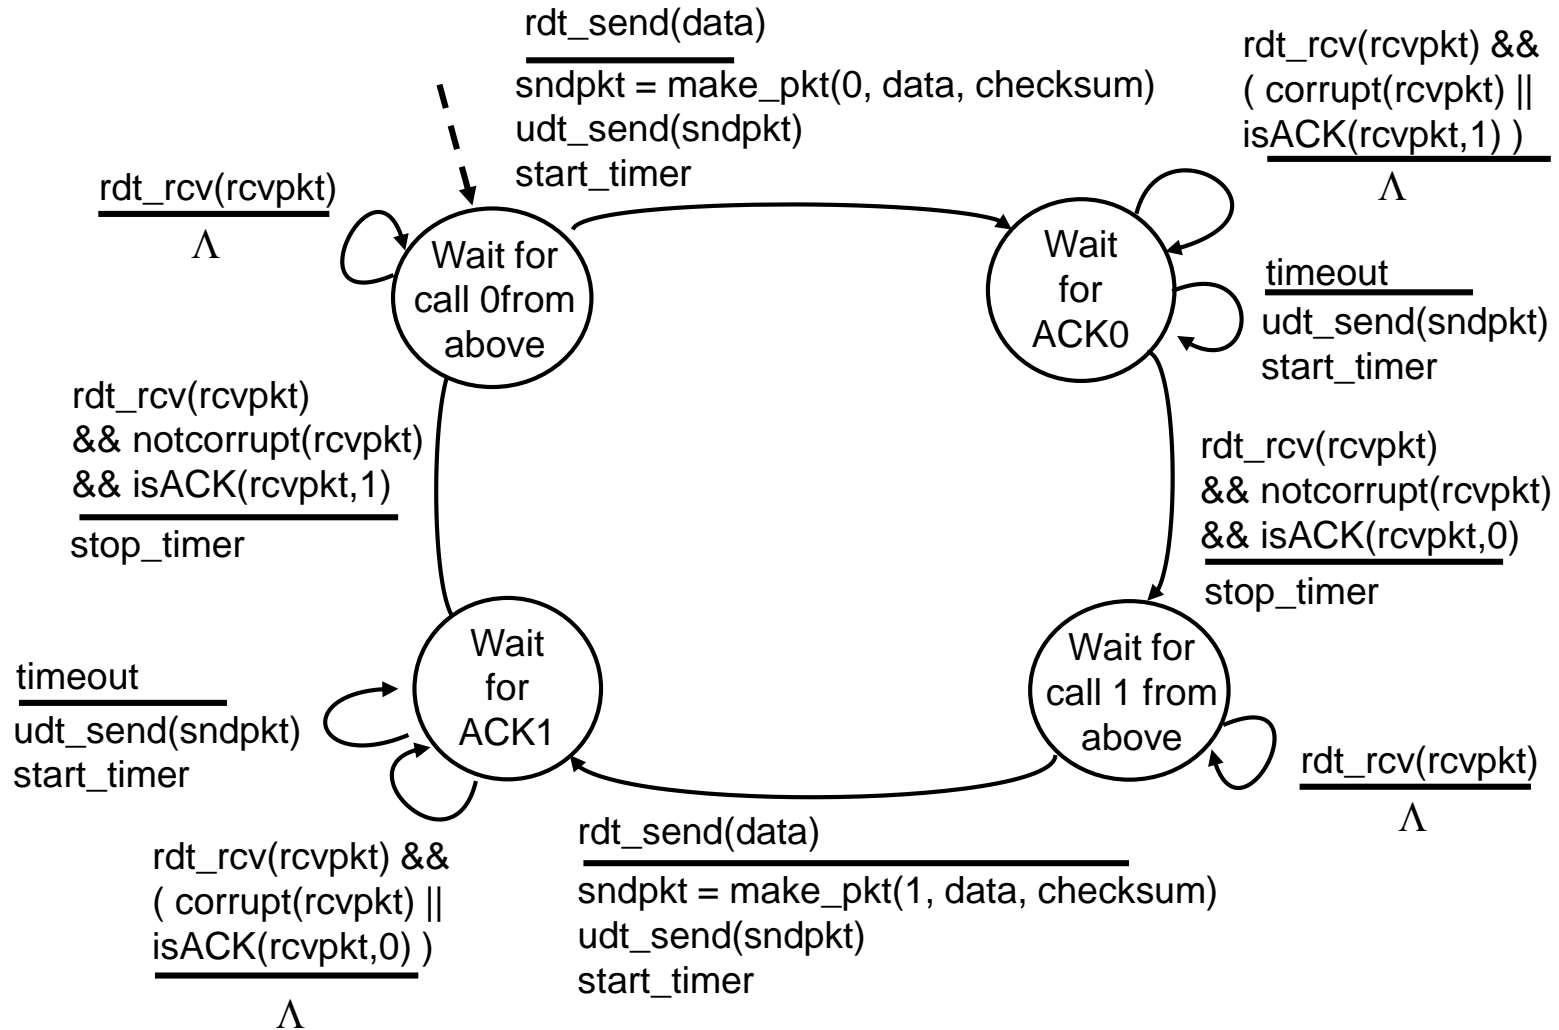 rdt_send(data)
sndpkt = make_pkt(0, data, checksum)
udt_send(sndpkt)
start_timer
rdt_rcv(rcvpkt) &&
( corrupt(rcvpkt) ||
isACK(rcvpkt,1) )
Λ
rdt_rcv(rcvpkt)
Λ
Wait for
call 0from
above
Wait
for
ACK0
timeout
udt_send(sndpkt)
start_timer
rdt_rcv(rcvpkt)
&& notcorrupt(rcvpkt)
&& isACK(rcvpkt,1)
stop_timer
rdt_rcv(rcvpkt)
&& notcorrupt(rcvpkt)
&& isACK(rcvpkt,0)
stop_timer
Wait
for
ACK1
Wait for
call 1 from
above
timeout
udt_send(sndpkt)
start_timer
rdt_rcv(rcvpkt)
Λ
rdt_rcv(rcvpkt) &&
( corrupt(rcvpkt) ||
isACK(rcvpkt,0) )
Λ
rdt_send(data)
sndpkt = make_pkt(1, data, checksum)
udt_send(sndpkt)
start_timer